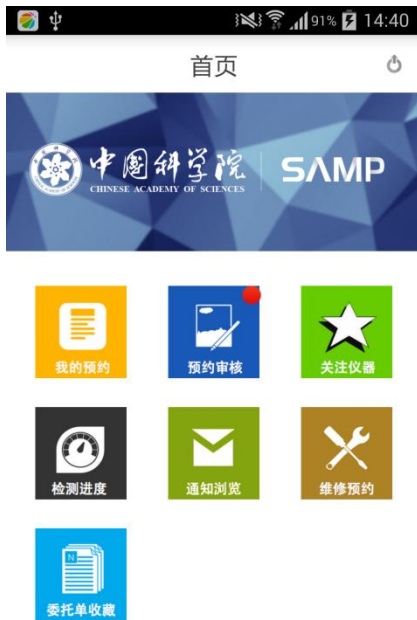 91% 14:40
首页
中国科学院
CHINESE ACADEMY OF SCIENCES
SAMP
我的预约
预约审核
关注仪器
检测进度
通知浏览
维修预约
N
委托单收藏